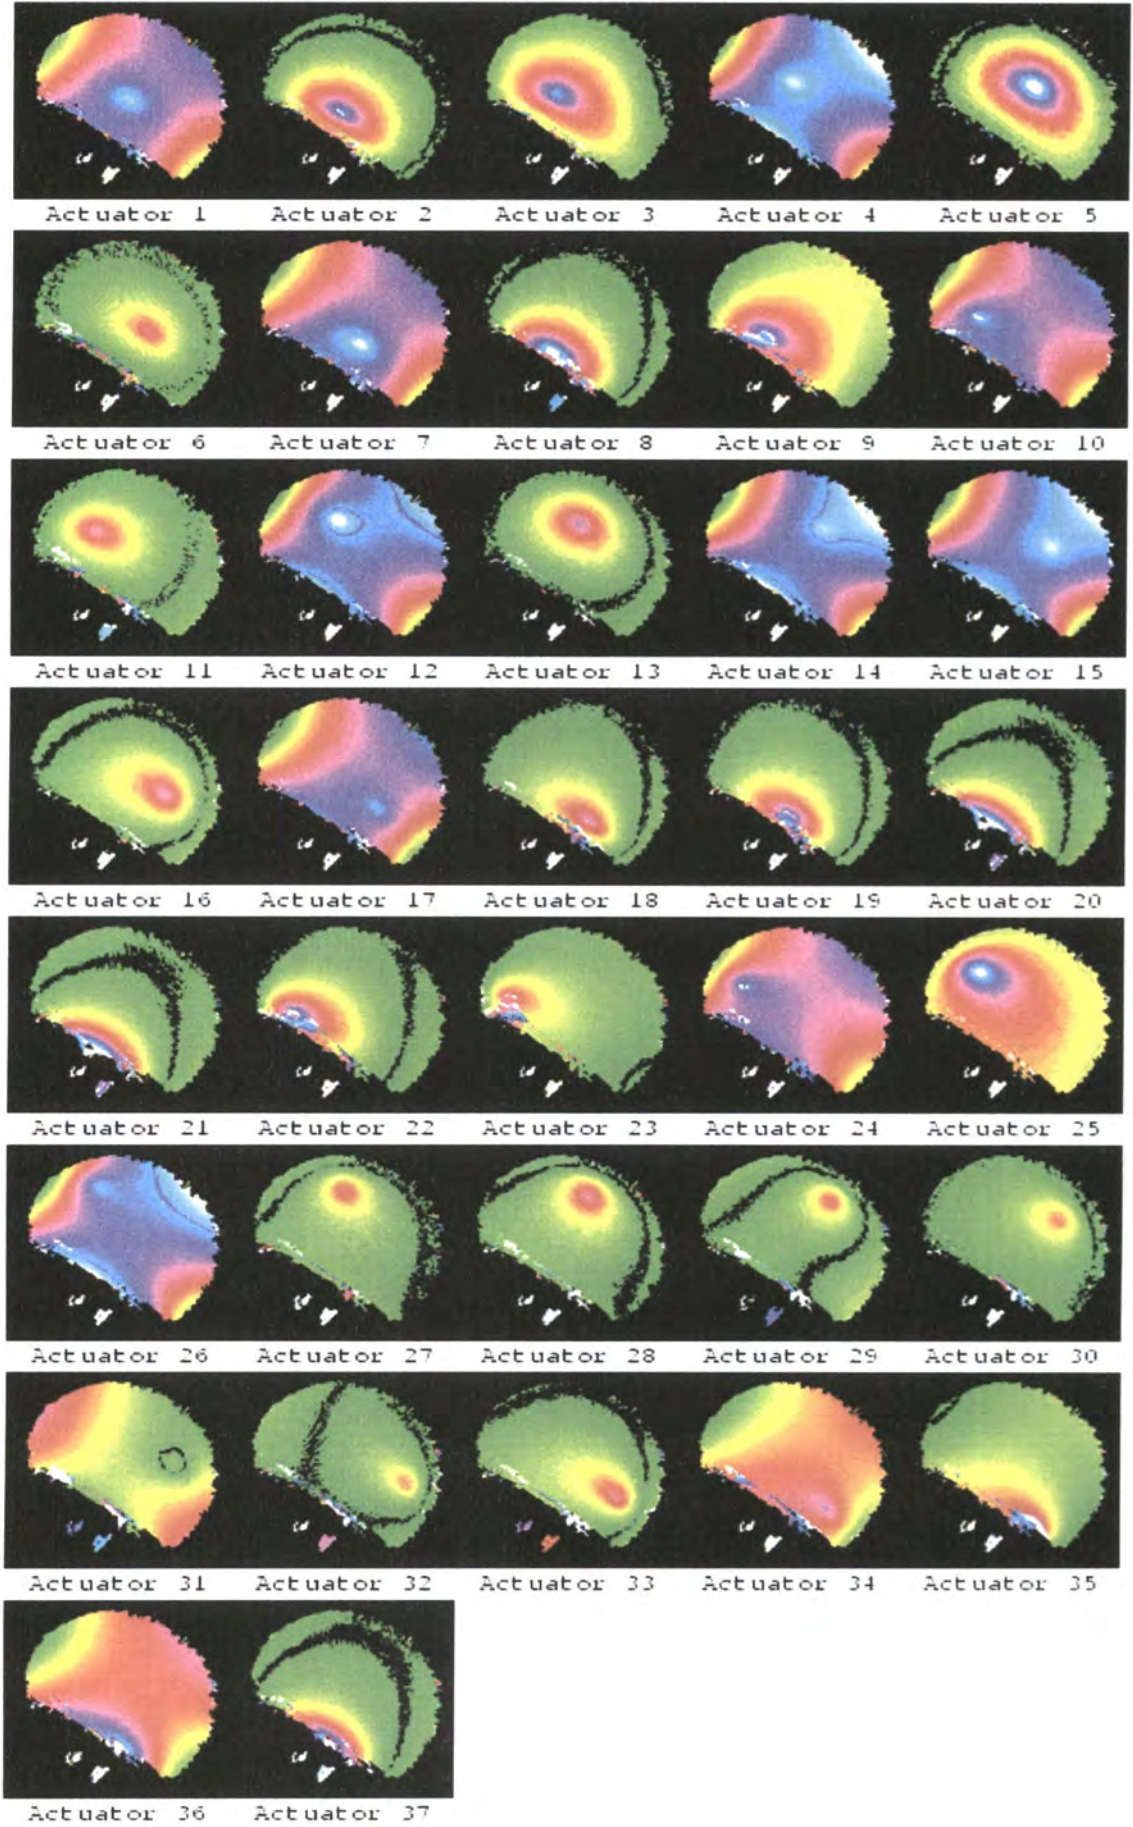 Actuator 1 Actuator 2 Actuator 3 Actuator 4 Actuator 5
Actuator 6 Actuator 7 Actuator 8 Actuator 9 Actuator 10
Actuator 11 Actuator 12 Actuator 13 Actuator 14 Actuator 15
Actuator 16 Actuator 17 Actuator 18 Actuator 19 Actuator 20
Actuator 21 Actuator 22 Actuator 23 Actuator 24 Actuator 25
Actuator 26 Actuator 27 Actuator 28 Actuator 29 Actuator 30
Actuator 31 Actuator 32 Actuator 33 Actuator 34 Actuator 35
Actuator 36 Actuator 37